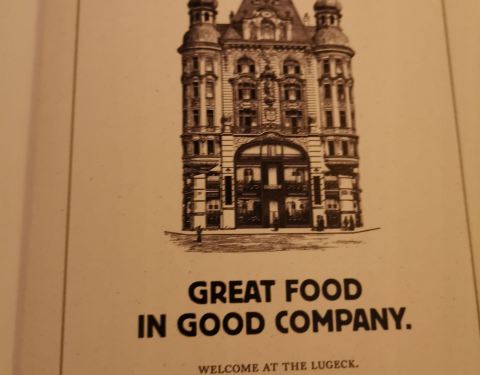 GREAT FOOD
IN GOOD COMPANY.
WELCOME AT THE LUGECK.